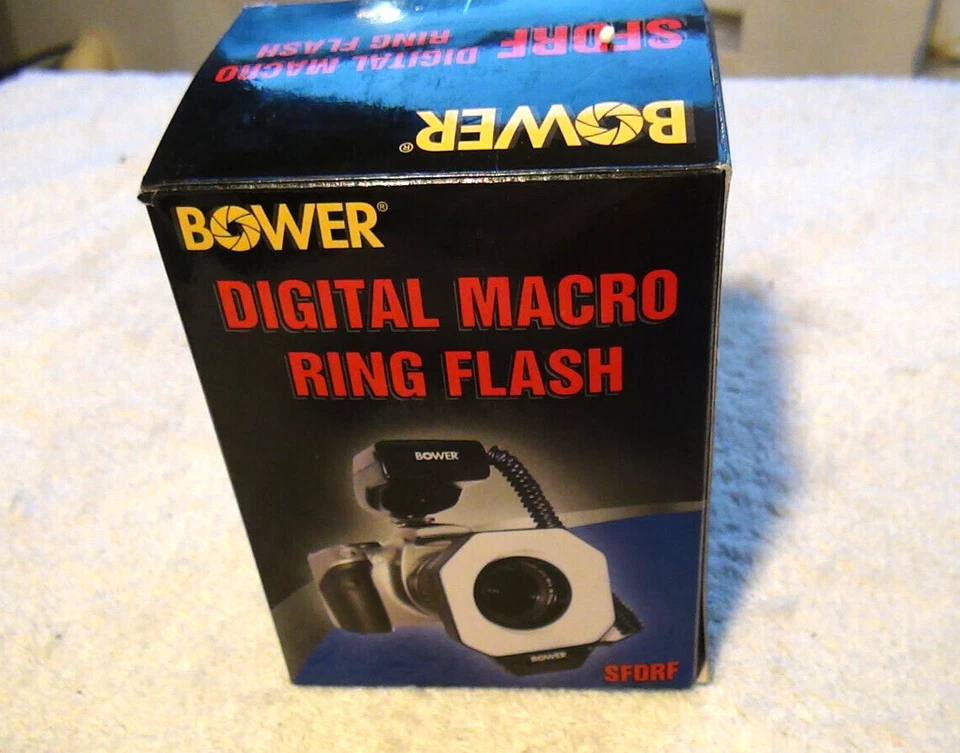 SFDRF DIGITAL MACRO
RING FLASH
BOWER®
BOWER®
DIGITAL MACRO
RING FLASH
BOWER
BOWER
SFDRF